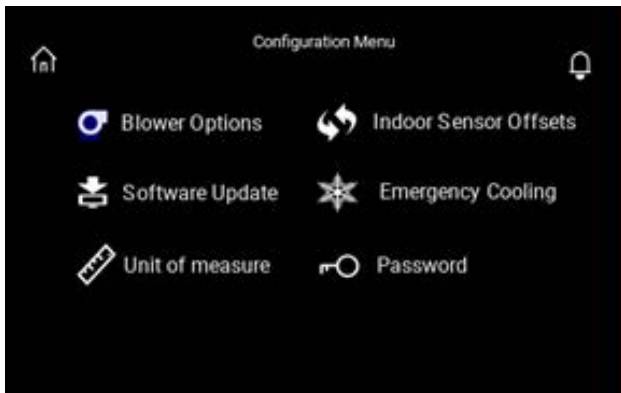 Configuration Menu
Blower Options
Indoor Sensor Offsets
Software Update
Emergency Cooling
Unit of measure
Password